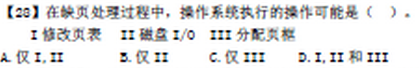 【28】在缺页处理过程中，操作系统执行的操作可能是（ ）。
I 修改页表 II 磁盘 I/O III 分配页框
A.仅 I,II B.仅 II C.仅 III D.I,II 和 III